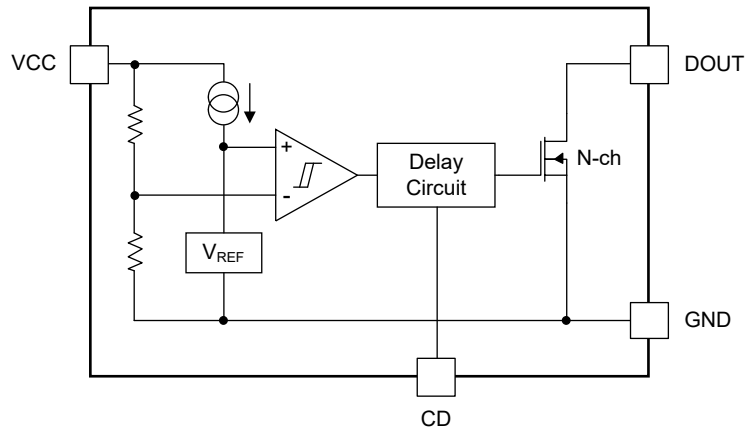 VCC
DOUT
+
-
Delay
Circuit
N-ch
VREF
GND
CD